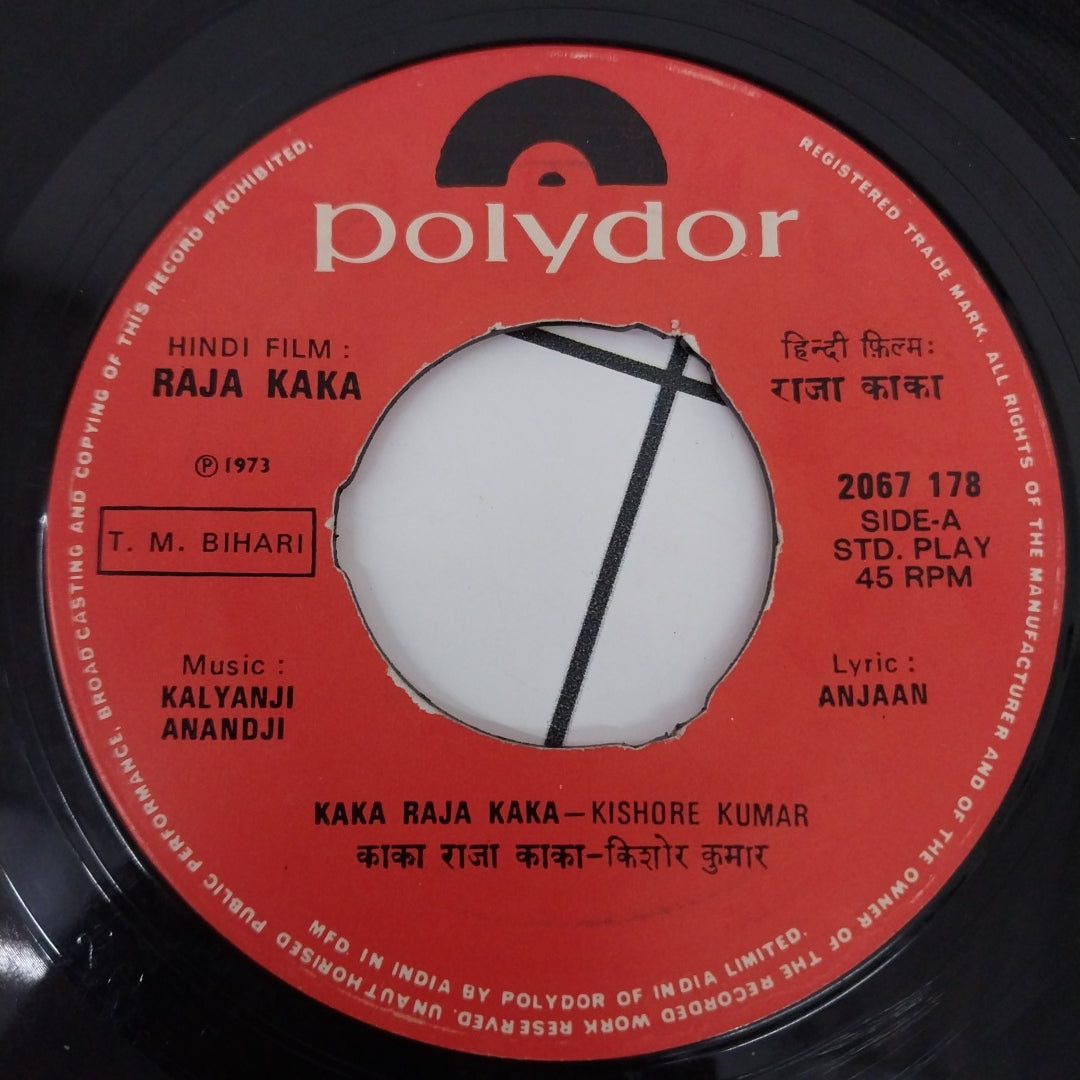 polydor
HINDI FILM :
RAJA KAKA
हिन्दी फ़िल्म:
राजा काका
Ⓟ 1973
T. M. BIHARI
2067 178
SIDE-A
STD. PLAY
45 RPM
Music :
KALYANJI
ANANDJI
Lyric :
ANJAAN
KAKA RAJA KAKA–KISHORE KUMAR
काका राजा काका-किशोर कुमार
MFD IN INDIA BY POLYDOR OF INDIA LIMITED.
REGISTERED TRADE MARK. ALL RIGHTS OF THE MANUFACTURER AND OF THE OWNER OF THE RECORDED WORK RESERVED. UNAUTHORISED PUBLIC PERFORMANCE, BROADCASTING AND COPYING OF THIS RECORD PROHIBITED.